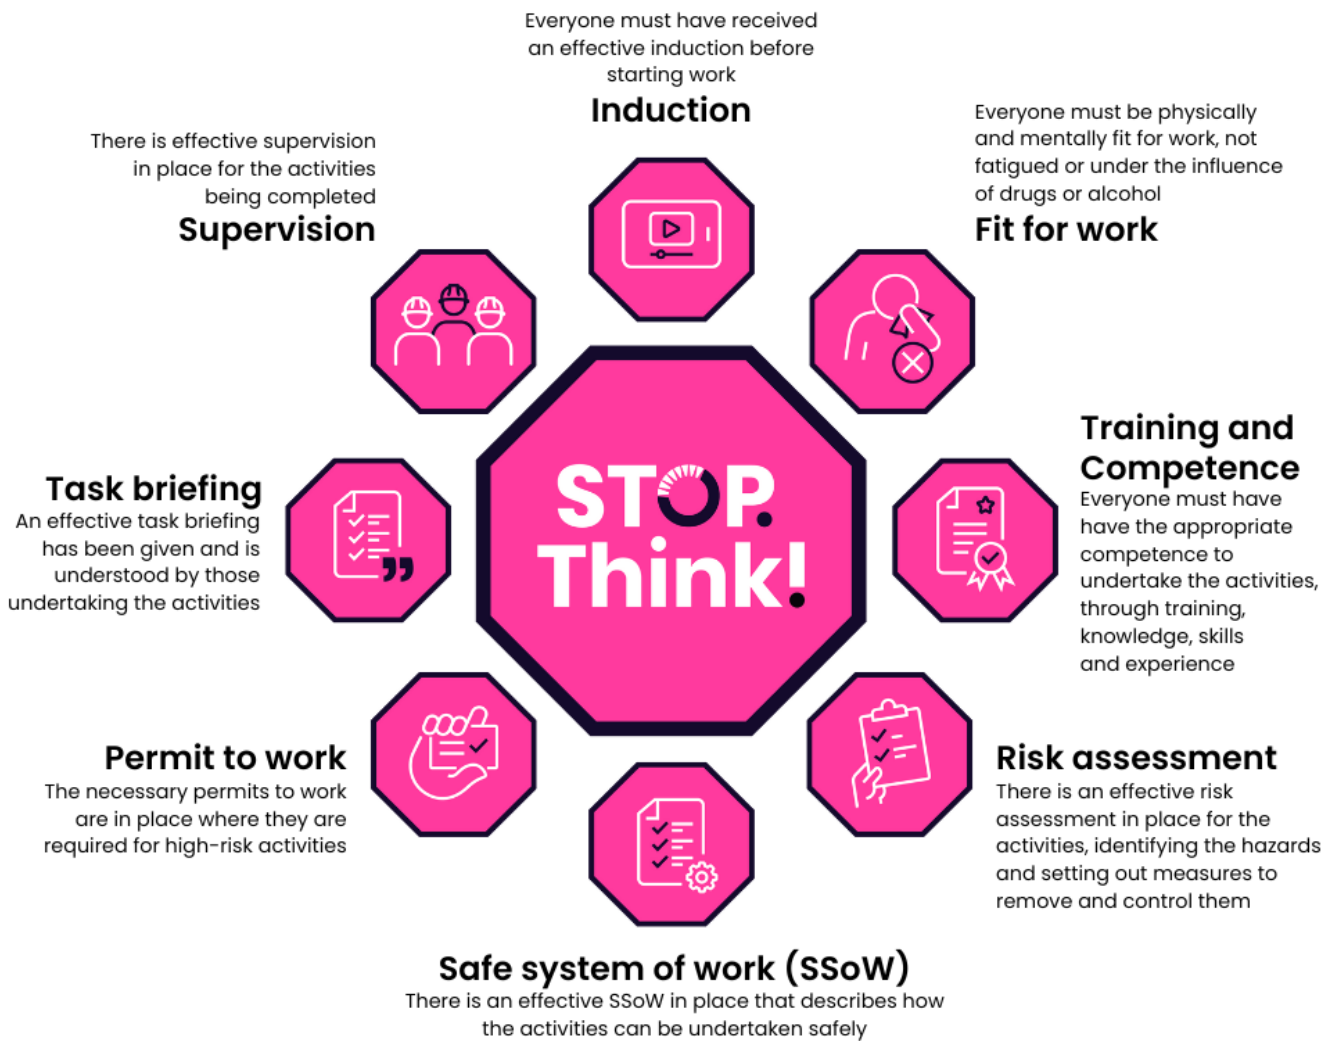 Everyone must have received
an effective induction before
starting work
Induction
Everyone must be physically
and mentally fit for work, not
fatigued or under the influence
of drugs or alcohol
Fit for work
Training and
Competence
Everyone must have
have the appropriate
competence to
undertake the activities,
through training,
knowledge, skills
and experience
Risk assessment
There is an effective risk
assessment in place for the
activities, identifying the hazards
and setting out measures to
remove and control them
Safe system of work (SSoW)
There is an effective SSoW in place that describes how
the activities can be undertaken safely
Permit to work
The necessary permits to work
are in place where they are
required for high-risk activities
Task briefing
An effective task briefing
has been given and is
understood by those
undertaking the activities
There is effective supervision
in place for the activities
being completed
Supervision
STOP.
Think!